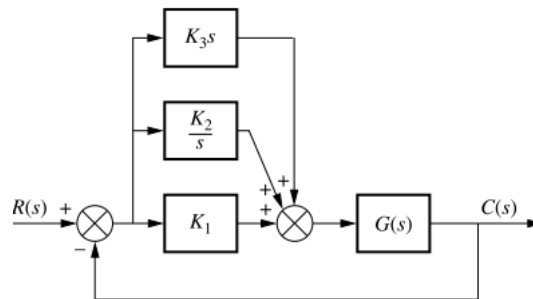 K₃s
K₂
s
R(s) + + + + K₁ G(s) C(s)
−